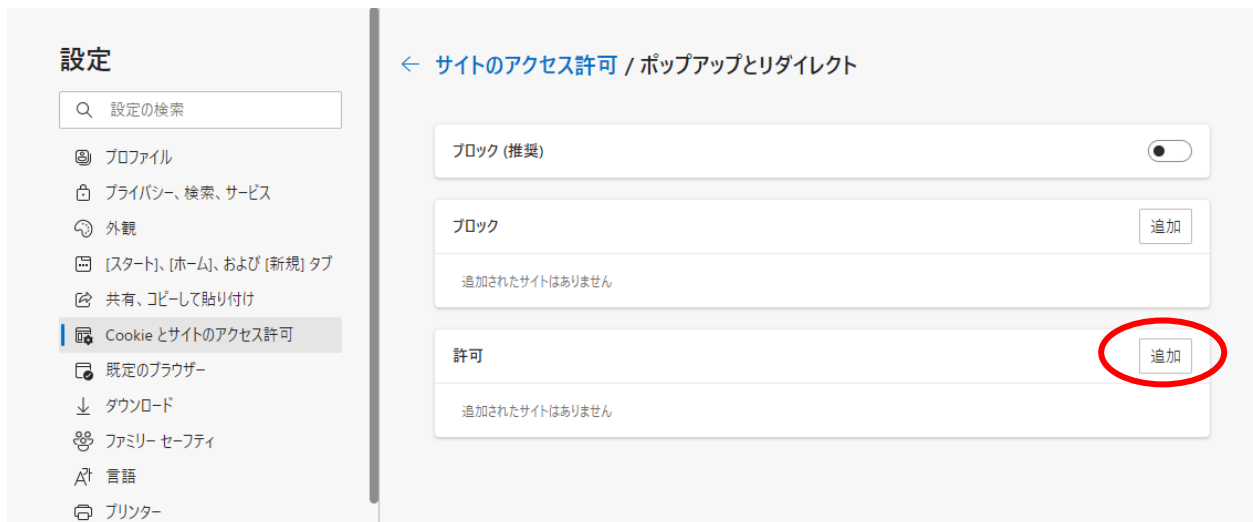 設定
設定の検索
プロファイル
プライバシー、検索、サービス
外観
[スタート]、[ホーム]、および [新規] タブ
共有、コピーして貼り付け
Cookie とサイトのアクセス許可
既定のブラウザー
ダウンロード
ファミリー セーフティ
言語
プリンター
サイトのアクセス許可 / ポップアップとリダイレクト
ブロック (推奨)
ブロック 追加
追加されたサイトはありません
許可 追加
追加されたサイトはありません